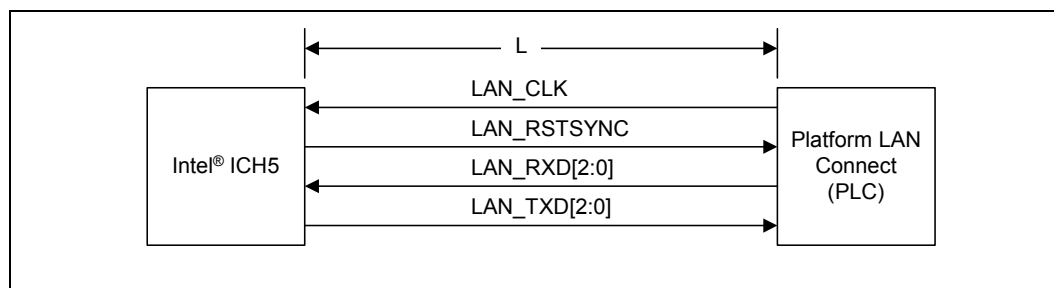 L
LAN_CLK
LAN_RSTSYNC
Intel® ICH5
LAN_RXD[2:0]
LAN_TXD[2:0]
Platform LAN
Connect
(PLC)